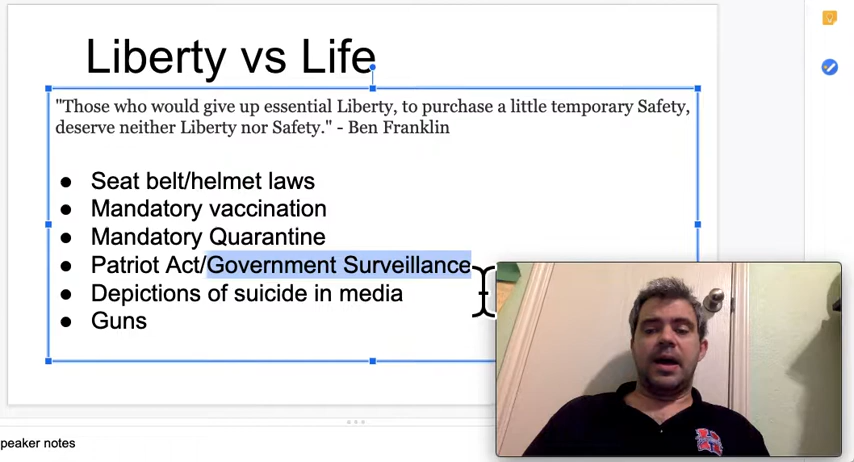 Liberty vs Life
"Those who would give up essential Liberty, to purchase a little temporary Safety,
deserve neither Liberty nor Safety." - Ben Franklin
● Seat belt/helmet laws
● Mandatory vaccination
● Mandatory Quarantine
● Patriot Act/Government Surveillance
● Depictions of suicide in media
● Guns
peaker notes